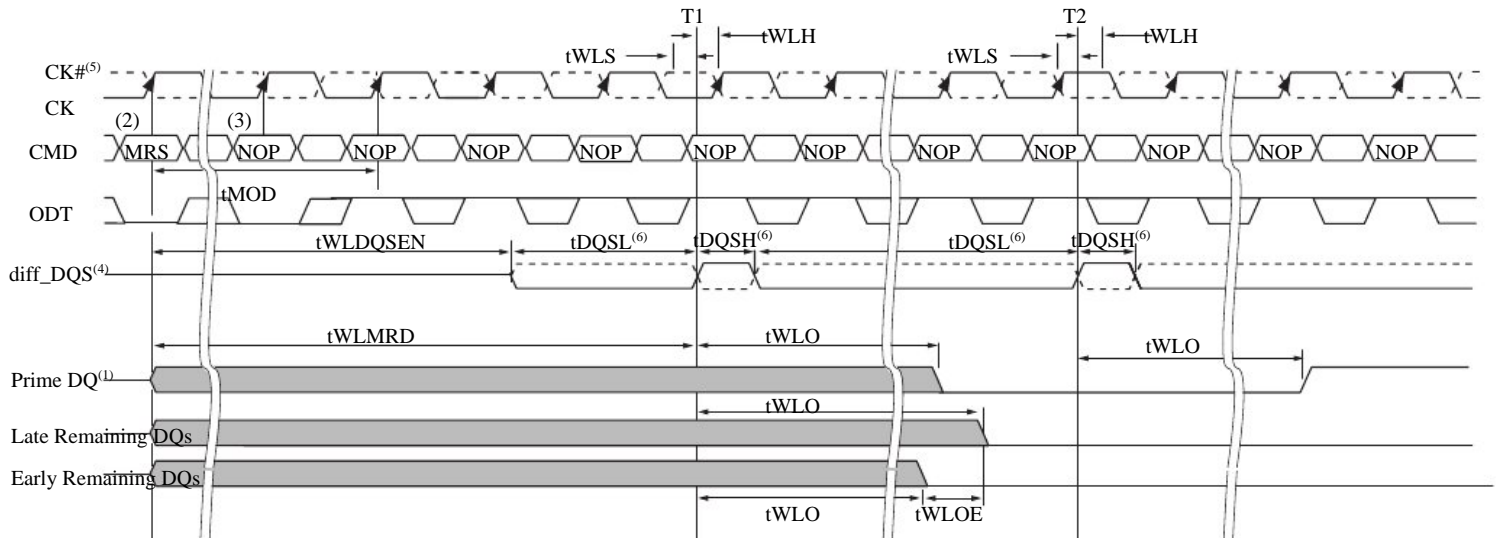 T1 T2
tWLH tWLH
tWLS tWLS
CK#(5)
CK
(2) (3)
CMD MRS NOP NOP NOP NOP NOP NOP NOP NOP NOP NOP NOP
tMOD
ODT
tWLDQSEN tDQSL(6) tDQSH(6) tDQSL(6) tDQSH(6)
diff_DQS(4)
tWLMRD tWLO tWLO
Prime DQ(1)
tWLO
Late Remaining DQs
Early Remaining DQs
tWLO tWLOE